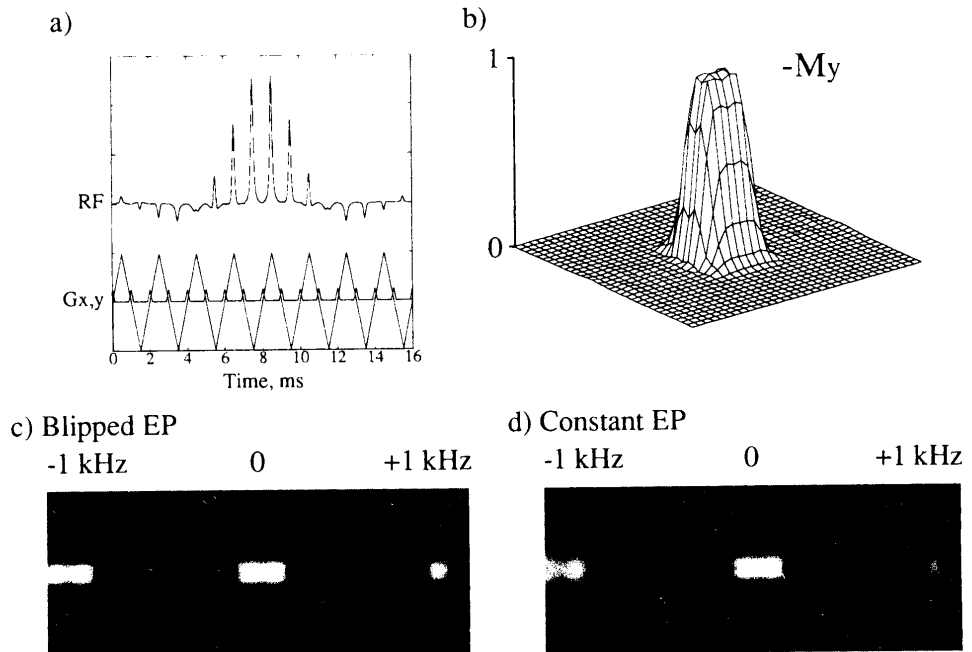 a)
RF
Gx,y
0 2 4 6 8 10 12 14 16
Time, ms
b)
1
-My
0
c) Blipped EP
-1 kHz 0 +1 kHz
d) Constant EP
-1 kHz 0 +1 kHz